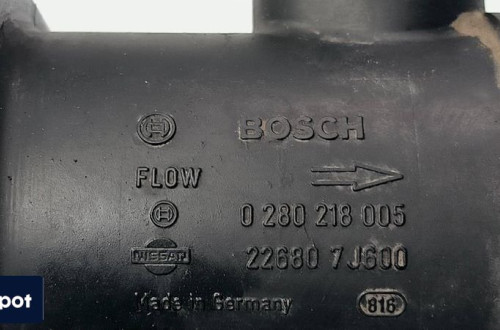 BOSCH
FLOW
0 280 218 005
NISSAN 22680 7J600
Made in Germany 816
pot